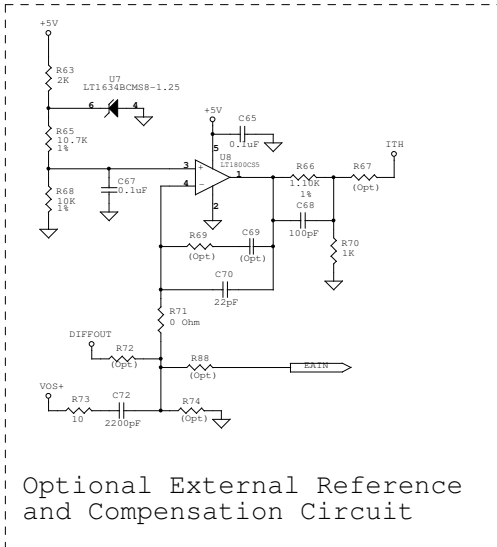 +5V
R63
2K
U7
LT1634BCMS8-1.25
6
4
+5V
C65
0.1uF
R65
10.7K
1%
5
U8
LT1800CS5
ITH
3
+
1
R66
1.10K
1%
R67
(Opt)
C67
0.1uF
4
−
2
R68
10K
1%
C68
100pF
R70
1K
R69
(Opt)
C69
(Opt)
C70
22pF
R71
0 Ohm
DIFFOUT
R72
(Opt)
R88
(Opt)
EAIN
VOS+
R73
10
C72
2200pF
R74
(Opt)
Optional External Reference
and Compensation Circuit